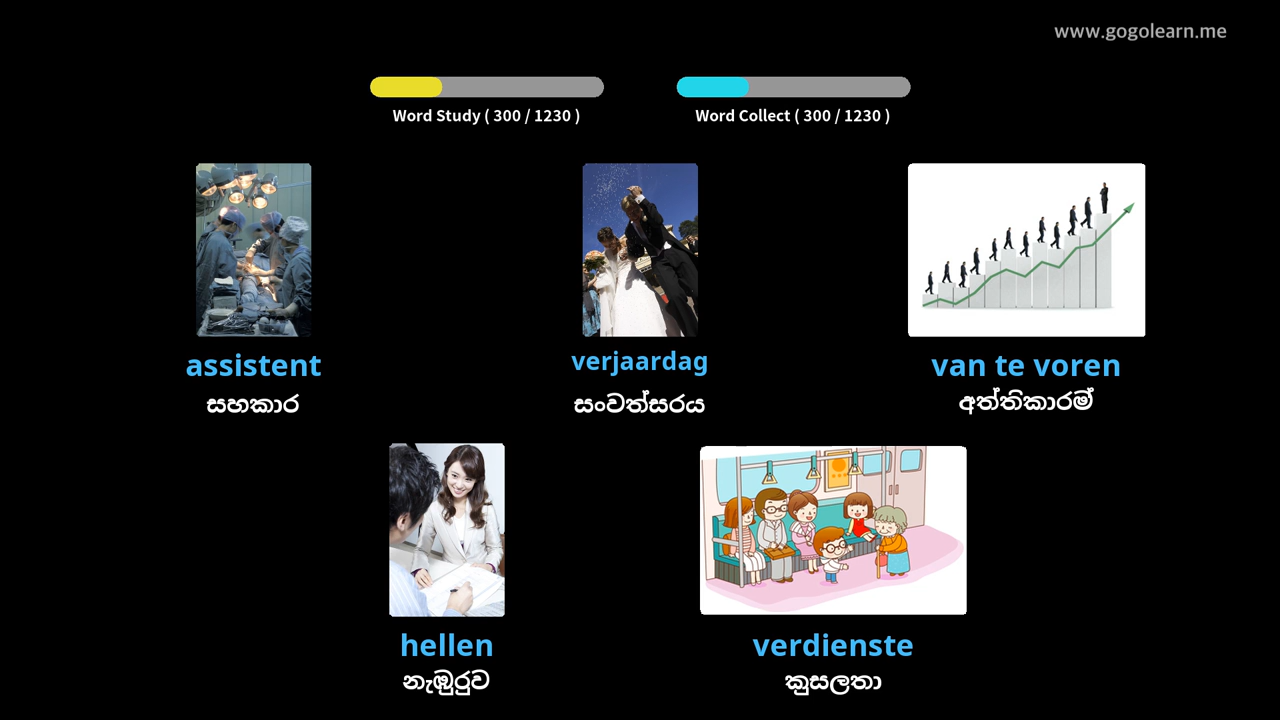 www.gogolearn.me
Word Study ( 300 / 1230 )
Word Collect ( 300 / 1230 )
assistent
සහකාර
verjaardag
සංවත්සරය
van te voren
අත්තිකාරම්
hellen
නැඹුරුව
verdienste
කුසලතා